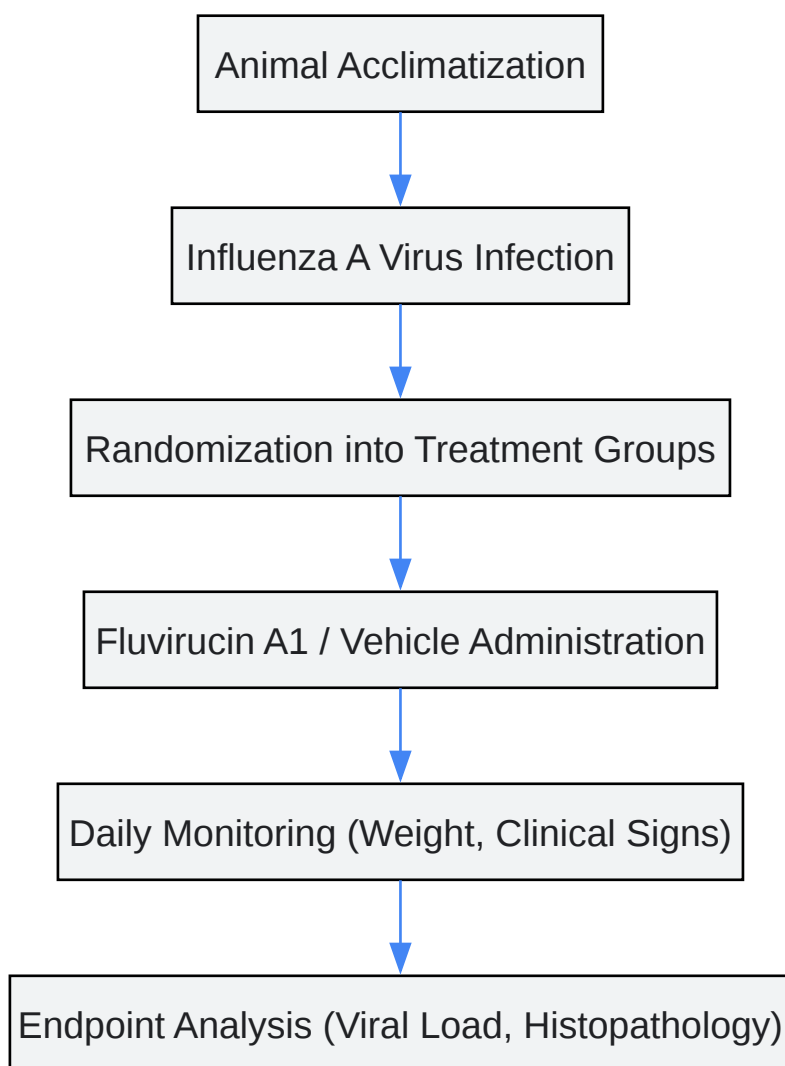 Animal Acclimatization
Influenza A Virus Infection
Randomization into Treatment Groups
Fluvirucin A1 / Vehicle Administration
Daily Monitoring (Weight, Clinical Signs)
Endpoint Analysis (Viral Load, Histopathology)